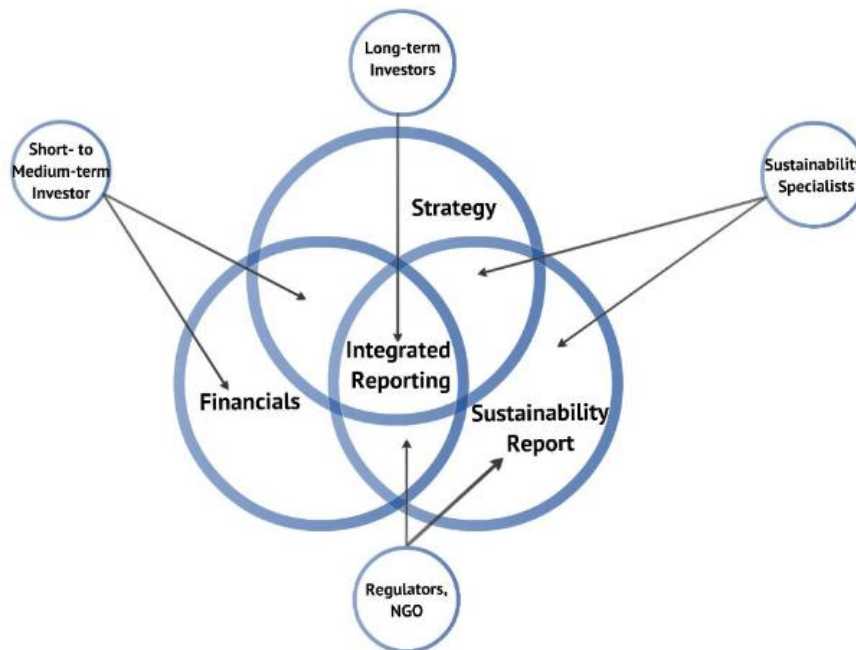 Long-term
Investors
Short- to
Medium-term
Investor
Sustainability
Specialists
Strategy
Integrated
Reporting
Financials
Sustainability
Report
Regulators,
NGO